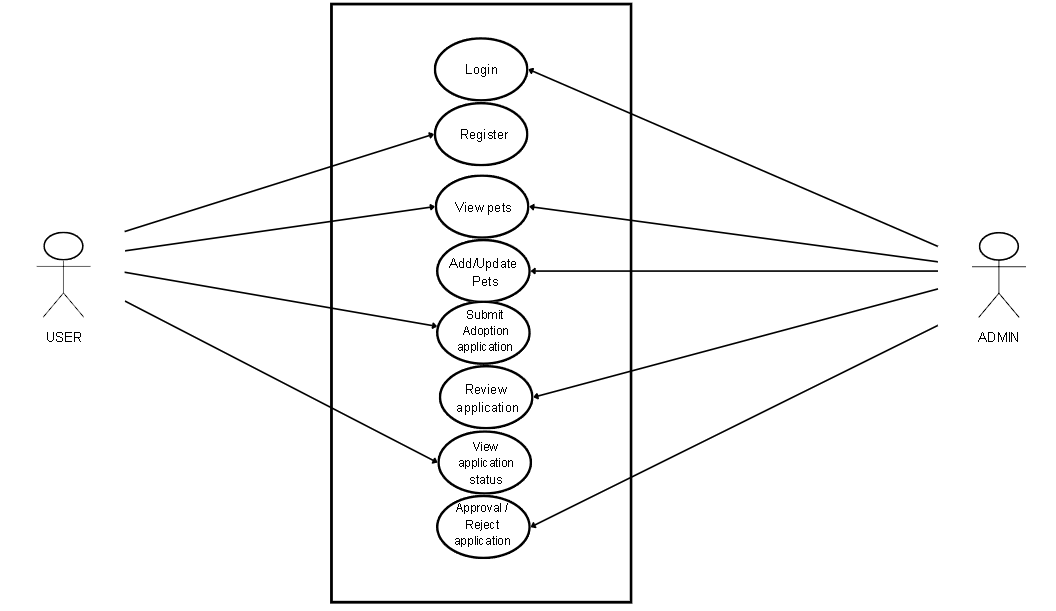 Login
Register
View pets
Add/Update
Pets
Submit
Adoption
application
Review
application
View
application
status
Approval /
Reject
application
USER
ADMIN